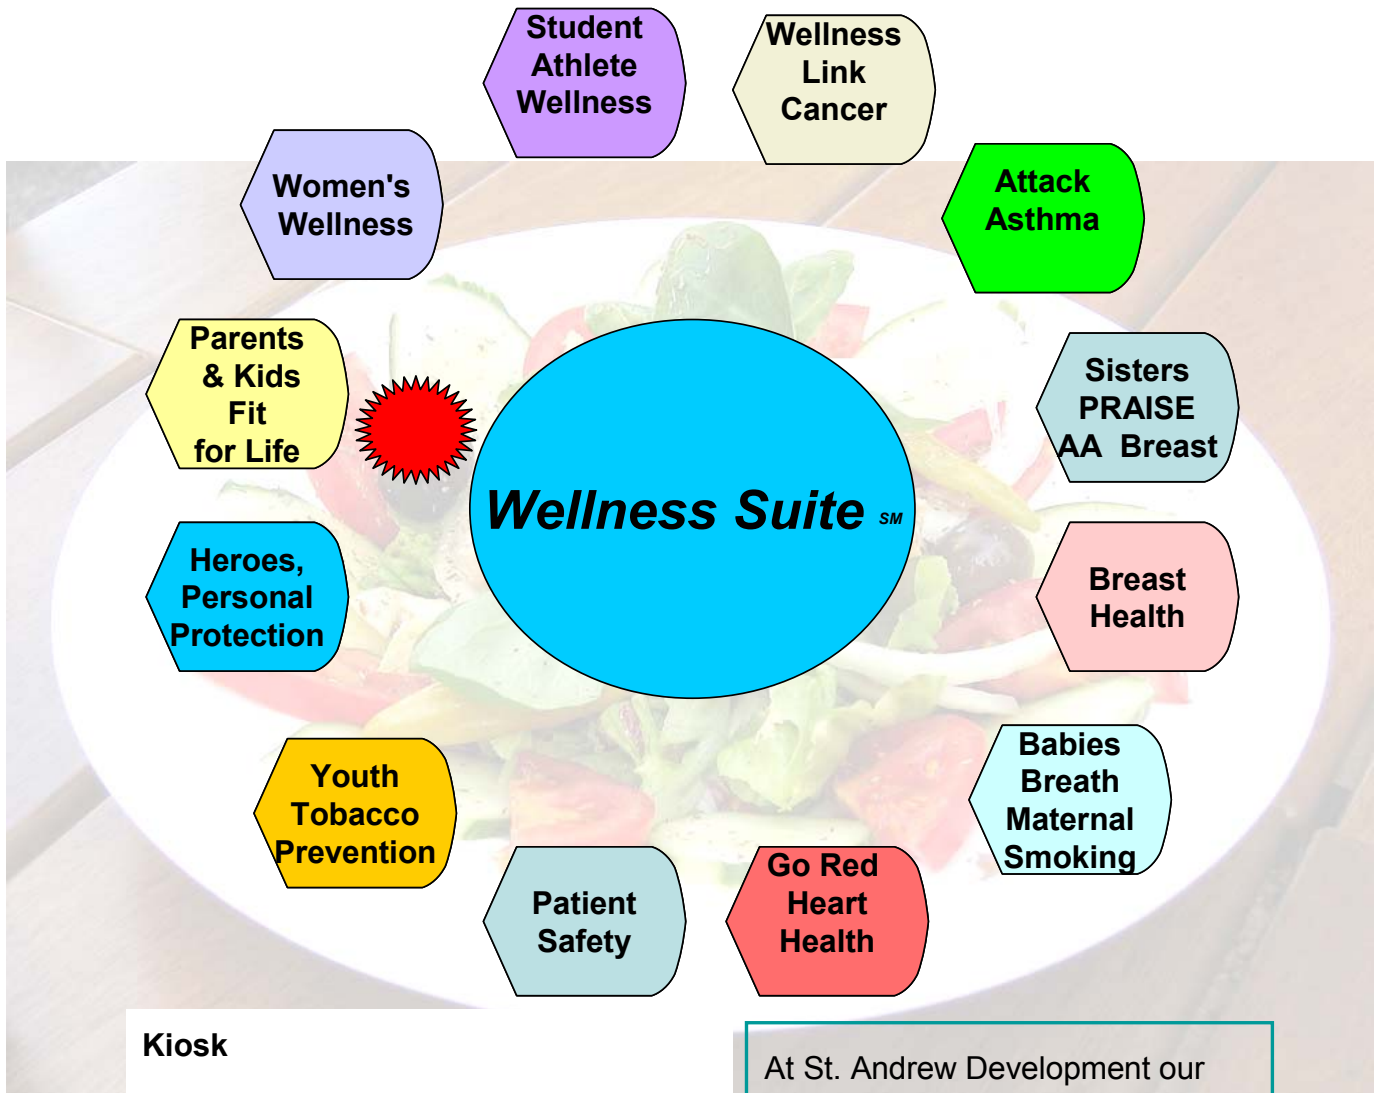 Student
Athlete
Wellness
Wellness
Link
Cancer
Women's
Wellness
Attack
Asthma
Parents
& Kids
Fit
for Life
Sisters
PRAISE
AA Breast
Wellness Suite SM
Heroes,
Personal
Protection
Breast
Health
Youth
Tobacco
Prevention
Babies
Breath
Maternal
Smoking
Patient
Safety
Go Red
Heart
Health
Kiosk
At St. Andrew Development our